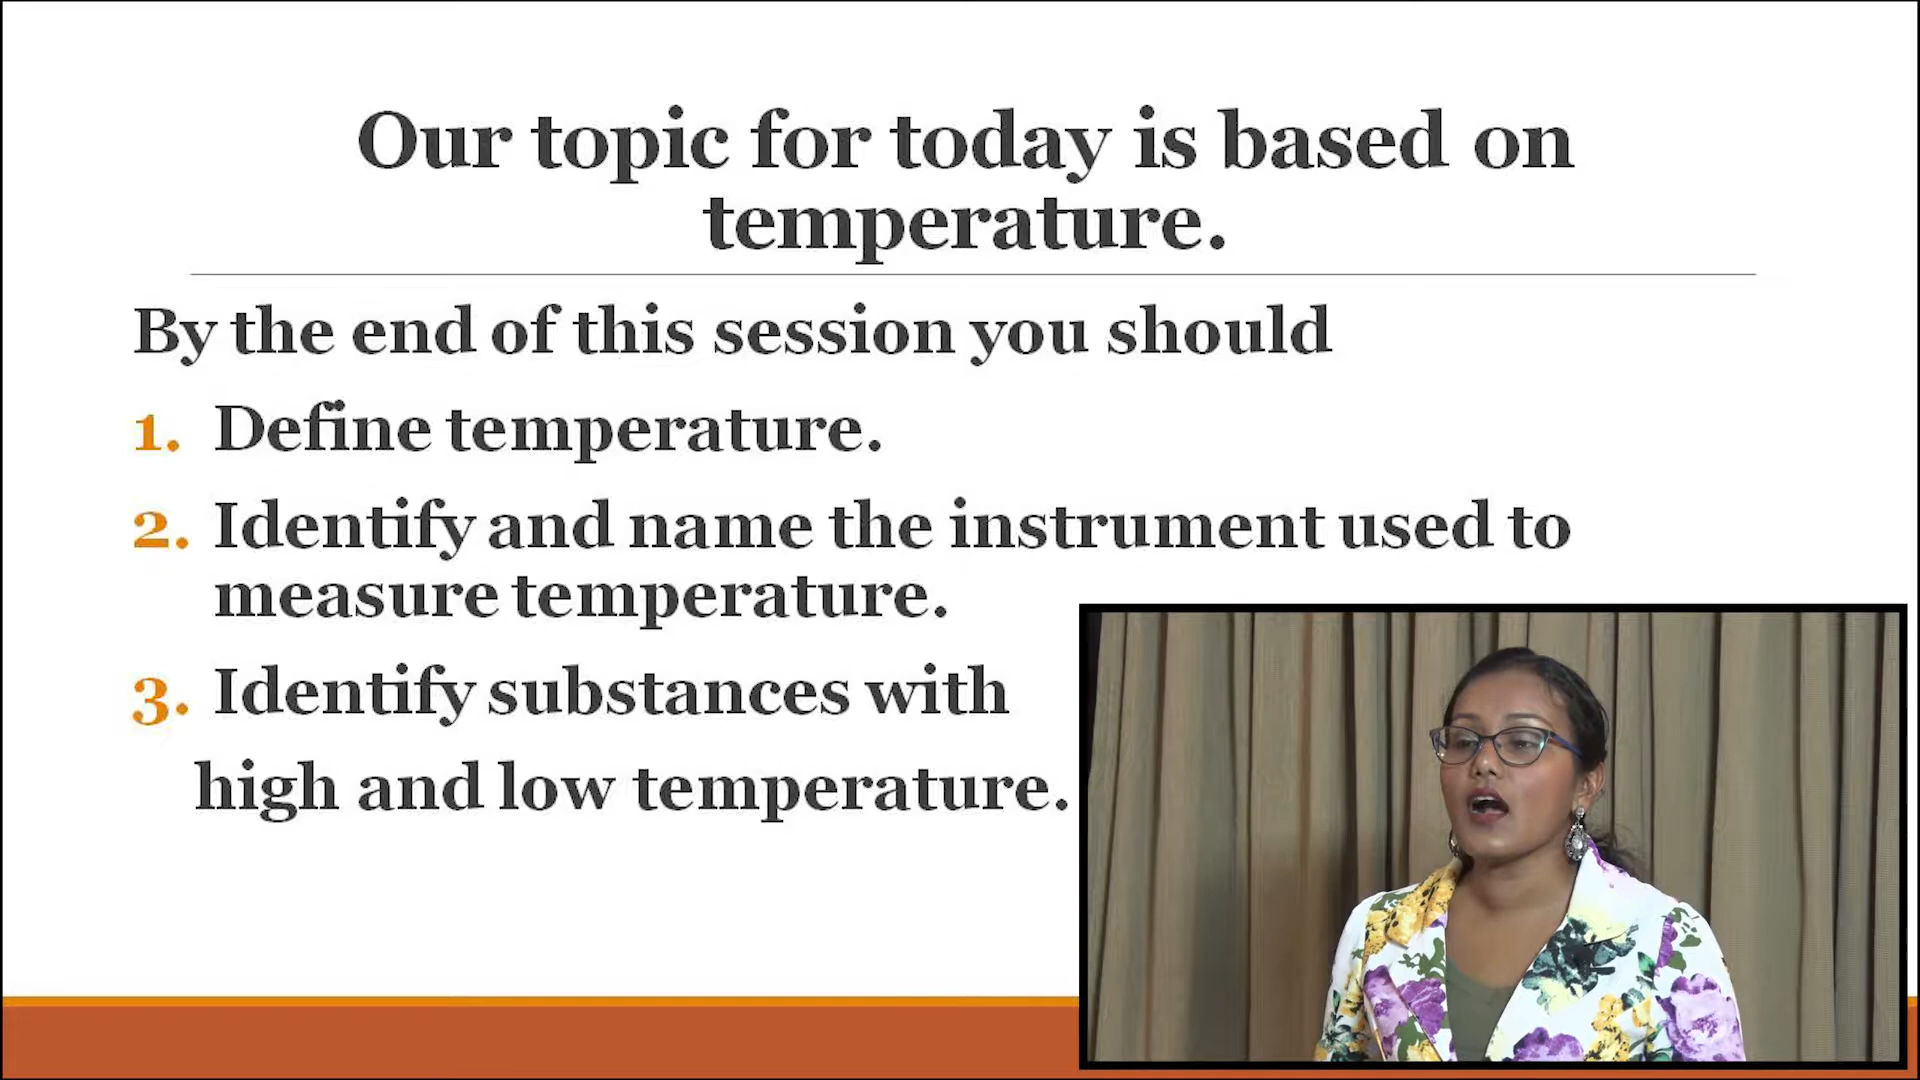 Our topic for today is based on
temperature.
By the end of this session you should
1. Define temperature.
2. Identify and name the instrument used to
measure temperature.
3. Identify substances with
high and low temperature.